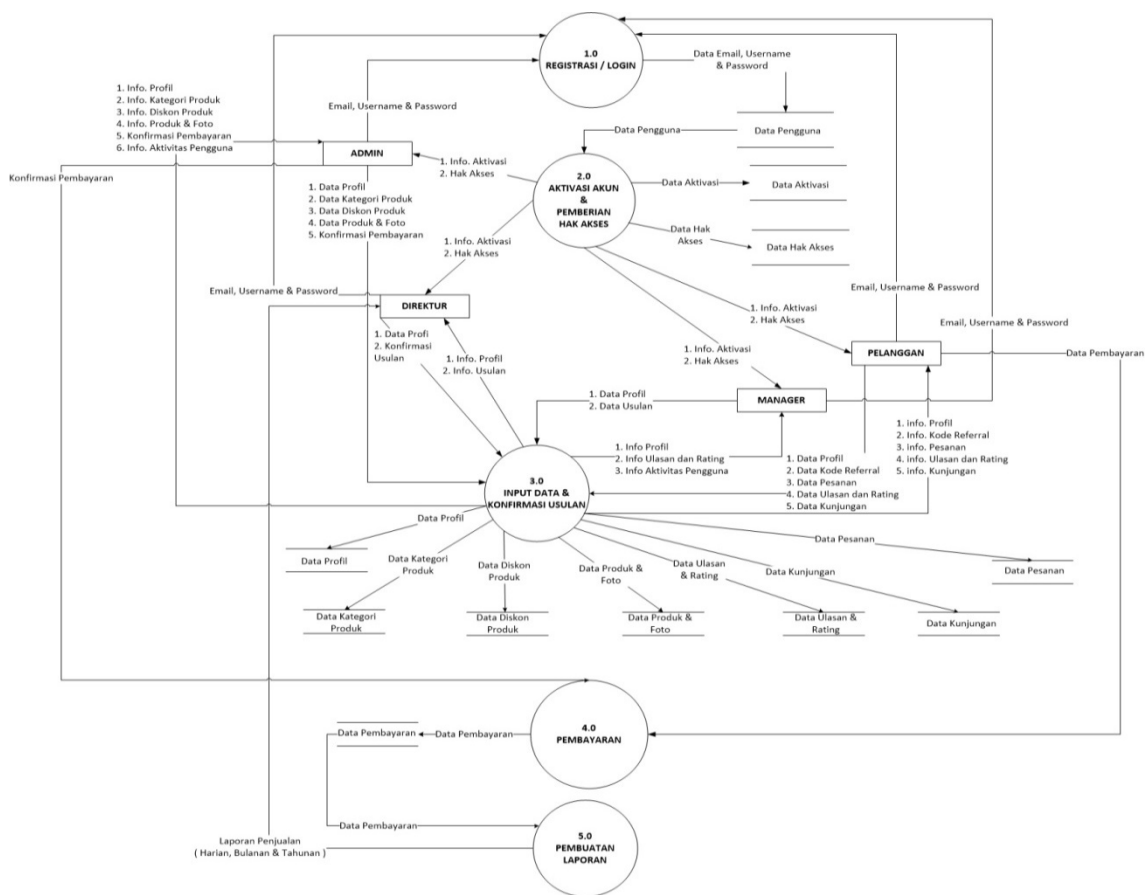 1.0
REGISTRASI / LOGIN
Data Email, Username
& Password
1. Info. Profil
2. Info. Kategori Produk
3. Info. Diskon Produk
4. Info. Produk & Foto
5. Konfirmasi Pembayaran
6. Info. Aktivitas Pengguna
Email, Username & Password
Data Pengguna
Data Pengguna
ADMIN
Konfirmasi Pembayaran
1. Info. Aktivasi
2. Hak Akses
2.0
AKTIVASI AKUN
&
PEMBERIAN
HAK AKSES
Data Aktivasi
Data Aktivasi
1. Data Profil
2. Data Kategori Produk
3. Data Diskon Produk
4. Data Produk & Foto
5. Konfirmasi Pembayaran
Data Hak
Akses
Data Hak Akses
1. Info. Aktivasi
2. Hak Akses
Email, Username & Password
DIREKTUR
Email, Username & Password
1. Info. Aktivasi
2. Hak Akses
Email, Username & Password
1. Data Profi
2. Konfirmasi
Usulan
1. Info. Profil
2. Info. Usulan
1. Info. Aktivasi
2. Hak Akses
PELANGGAN
Data Pembayaran
1. Data Profil
2. Data Usulan
MANAGER
1. info. Profil
2. Info. Kode Referral
3. Info. Pesanan
4. info. Ulasan dan Rating
5. info. Kunjungan
1. Info Profil
2. Info Ulasan dan Rating
3. Info Aktivitas Pengguna
1. Data Profil
2. Data Kode Referral
3. Data Pesanan
4. Data Ulasan dan Rating
5. Data Kunjungan
3.0
INPUT DATA &
KONFIRMASI USULAN
Data Profil
Data Profil
Data Kategori
Produk
Data Diskon
Produk
Data Produk &
Foto
Data Ulasan
& Rating
Data Kunjungan
Data Pesanan
Data Pesanan
Data Kategori
Produk
Data Diskon
Produk
Data Produk &
Foto
Data Ulasan &
Rating
Data Kunjungan
4.0
PEMBAYARAN
Data Pembayaran
Data Pembayaran
Data Pembayaran
5.0
PEMBUATAN
LAPORAN
Laporan Penjualan
( Harian, Bulanan & Tahunan )